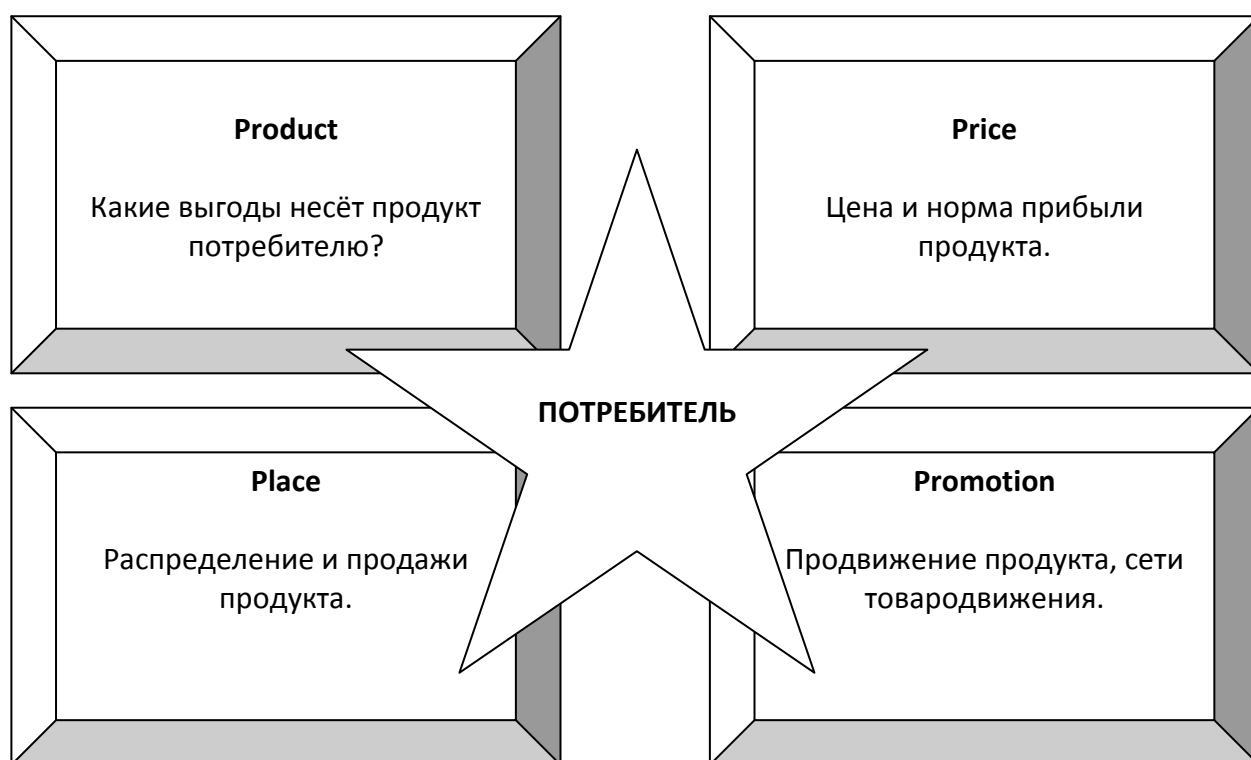 Product
Какие выгоды несёт продукт
потребителю?
Price
Цена и норма прибыли
продукта.
ПОТРЕБИТЕЛЬ
Place
Распределение и продажи
продукта.
Promotion
Продвижение продукта, сети
товародвижения.